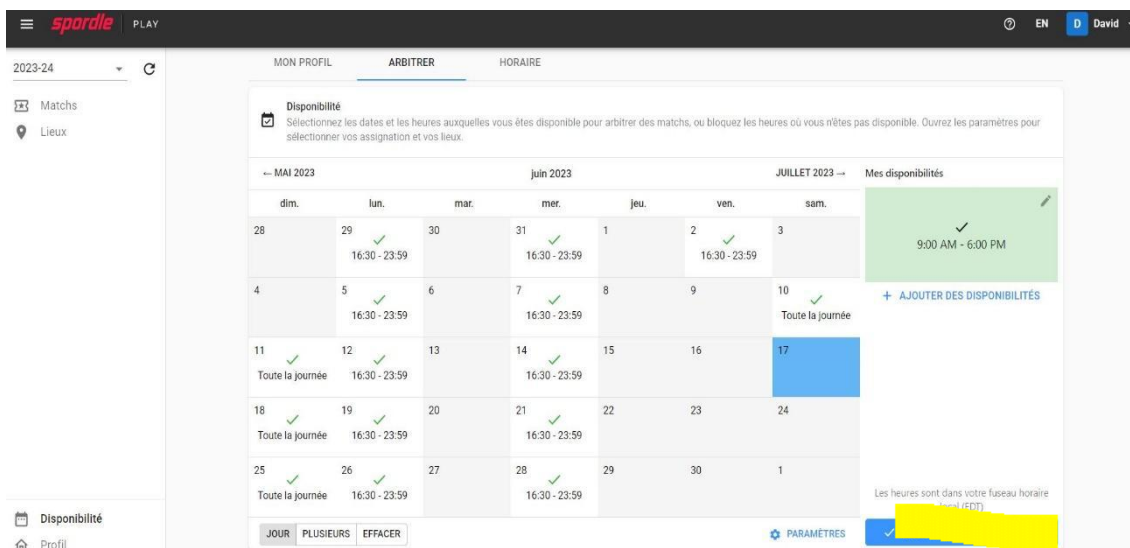 spordle PLAY EN D David
2023-24
MON PROFIL ARBITRER HORAIRE
Matchs
Lieux
Disponibilité
Sélectionnez les dates et les heures auxquelles vous êtes disponible pour arbitrer des matchs, ou bloquez les heures où vous n'êtes pas disponible. Ouvrez les paramètres pour
sélectionner vos assignation et vos lieux.
← MAI 2023 juin 2023 JUILLET 2023 → Mes disponibilités
dim. lun. mar. mer. jeu. ven. sam.
28 29 30 31 1 2 3
16:30 - 23:59 16:30 - 23:59 16:30 - 23:59
9:00 AM - 6:00 PM
4 5 6 7 8 9 10
16:30 - 23:59 16:30 - 23:59 Toute la journée
+ AJOUTER DES DISPONIBILITÉS
11 12 13 14 15 16 17
Toute la journée 16:30 - 23:59 16:30 - 23:59
18 19 20 21 22 23 24
Toute la journée 16:30 - 23:59 16:30 - 23:59
25 26 27 28 29 30 1
Toute la journée 16:30 - 23:59 16:30 - 23:59
Les heures sont dans votre fuseau horaire
local (EDT)
Disponibilité
Profil
JOUR PLUSIEURS EFFACER PARAMÈTRES